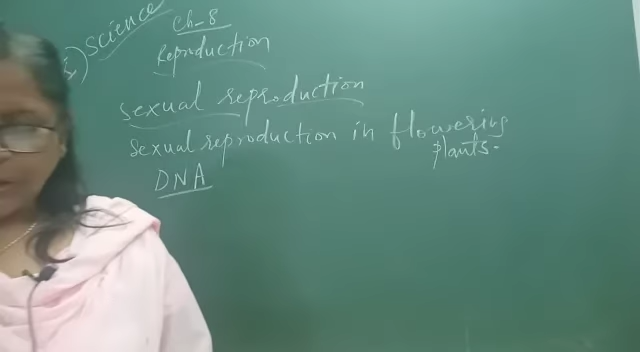 Science
Ch-8
Reproduction
sexual reproduction
sexual reproduction in flowering
plants.
DNA